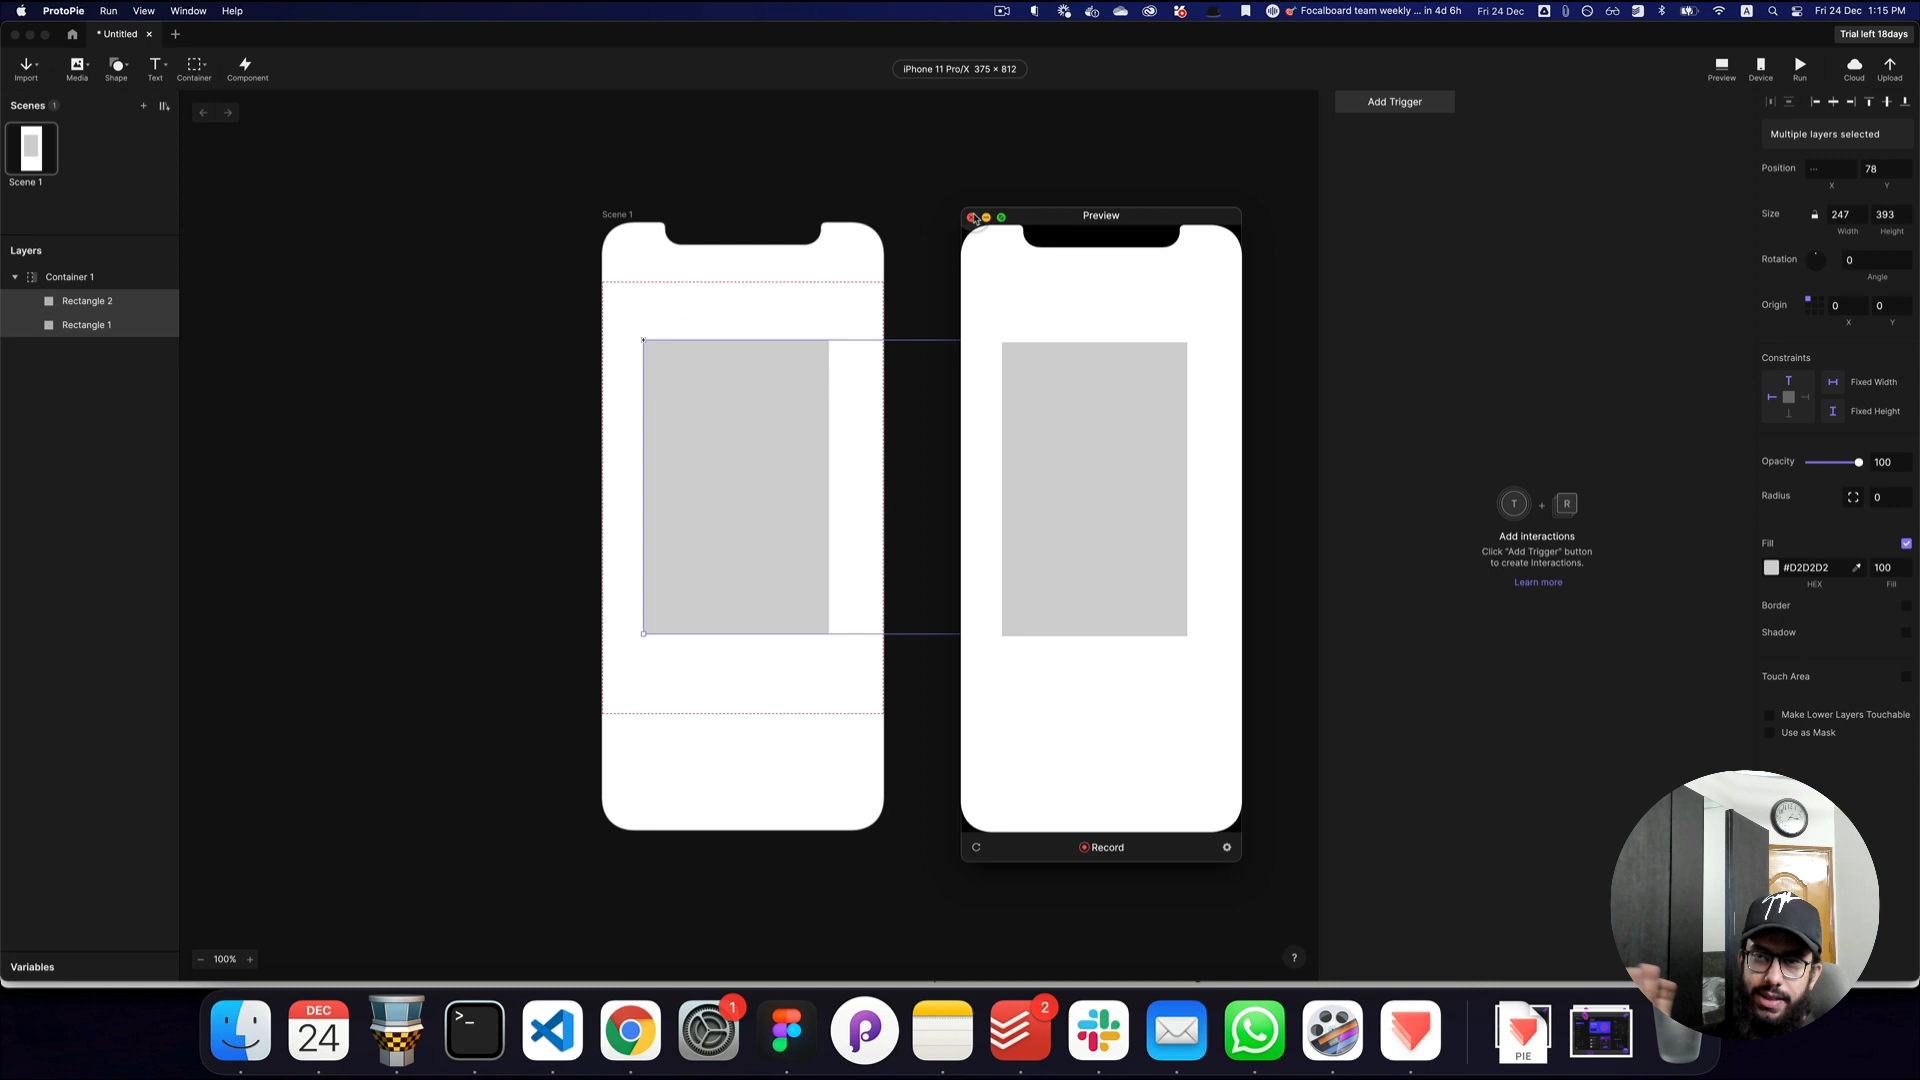 ProtoPie Run View Window Help
Focalboard team weekly ... in 4d 6h Fri 24 Dec A Fri 24 Dec 1:15 PM
* Untitled
Trial left 18days
Import Media Shape Text Container Component
iPhone 11 Pro/X 375 × 812
Preview Device Run Cloud Upload
Scenes 1
Scene 1
Layers
Container 1
Rectangle 2
Rectangle 1
Variables
Scene 1
100%
?
Preview
Record
Add Trigger
T + R
Add interactions
Click "Add Trigger" button
to create Interactions.
Learn more
Multiple layers selected
Position ... 78
X Y
Size 247 393
Width Height
Rotation 0
Angle
Origin 0 0
X Y
Constraints
Fixed Width
Fixed Height
Opacity 100
Radius 0
Fill
#D2D2D2 100
HEX Fill
Border
Shadow
Touch Area
Make Lower Layers Touchable
Use as Mask
DEC
24
1
2
PIE